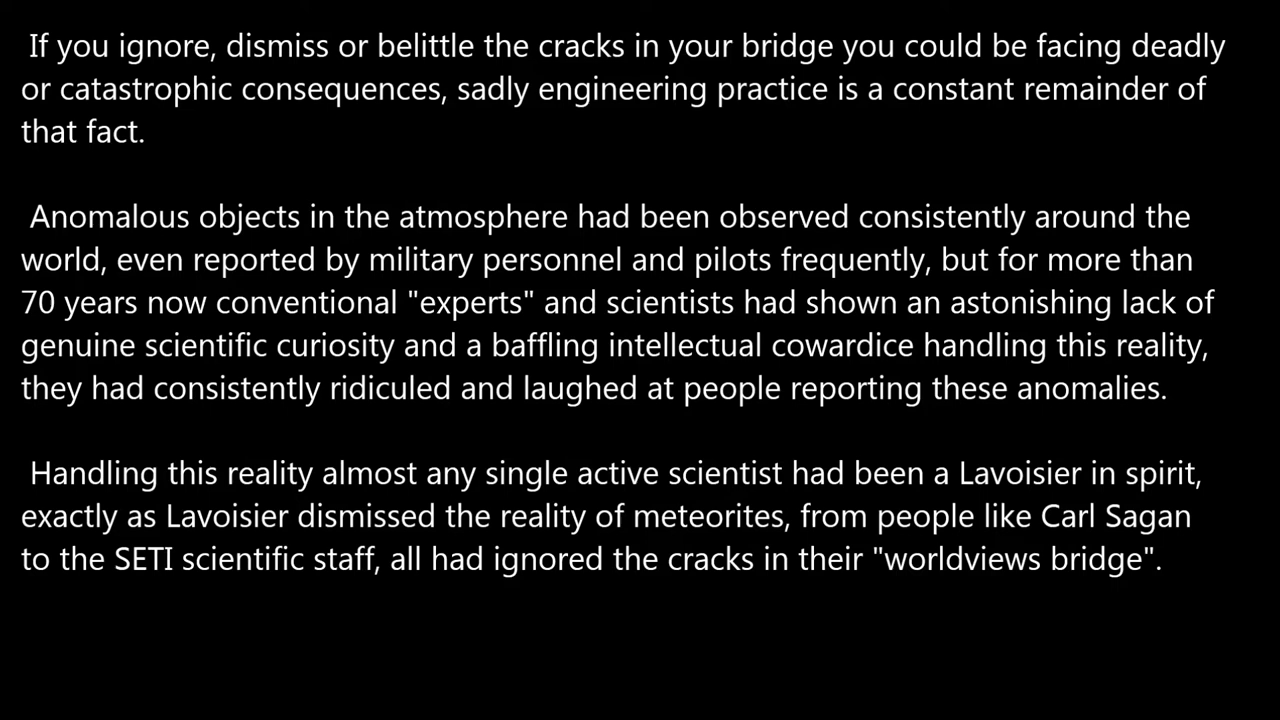 If you ignore, dismiss or belittle the cracks in your bridge you could be facing deadly
or catastrophic consequences, sadly engineering practice is a constant remainder of
that fact.
Anomalous objects in the atmosphere had been observed consistently around the
world, even reported by military personnel and pilots frequently, but for more than
70 years now conventional "experts" and scientists had shown an astonishing lack of
genuine scientific curiosity and a baffling intellectual cowardice handling this reality,
they had consistently ridiculed and laughed at people reporting these anomalies.
Handling this reality almost any single active scientist had been a Lavoisier in spirit,
exactly as Lavoisier dismissed the reality of meteorites, from people like Carl Sagan
to the SETI scientific staff, all had ignored the cracks in their "worldviews bridge".